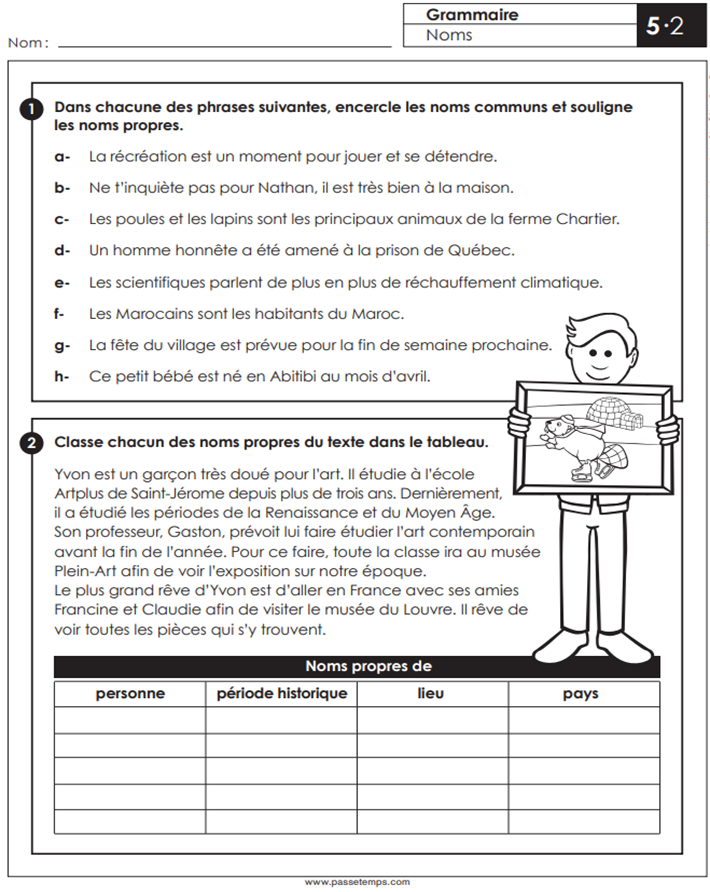 Grammaire
Noms
5·2
Nom :
1 Dans chacune des phrases suivantes, encercle les noms communs et souligne
les noms propres.
a- La récréation est un moment pour jouer et se détendre.
b- Ne t'inquiète pas pour Nathan, il est très bien à la maison.
c- Les poules et les lapins sont les principaux animaux de la ferme Chartier.
d- Un homme honnête a été amené à la prison de Québec.
e- Les scientifiques parlent de plus en plus de réchauffement climatique.
f- Les Marocains sont les habitants du Maroc.
g- La fête du village est prévue pour la fin de semaine prochaine.
h- Ce petit bébé est né en Abitibi au mois d'avril.
2 Classe chacun des noms propres du texte dans le tableau.
Yvon est un garçon très doué pour l'art. Il étudie à l'école
Artplus de Saint-Jérome depuis plus de trois ans. Dernièrement,
il a étudié les périodes de la Renaissance et du Moyen Âge.
Son professeur, Gaston, prévoit lui faire étudier l'art contemporain
avant la fin de l'année. Pour ce faire, toute la classe ira au musée
Plein-Art afin de voir l'exposition sur notre époque.
Le plus grand rêve d'Yvon est d'aller en France avec ses amies
Francine et Claudie afin de visiter le musée du Louvre. Il rêve de
voir toutes les pièces qui s'y trouvent.
Noms propres de
personne période historique lieu pays
www.passetemps.com